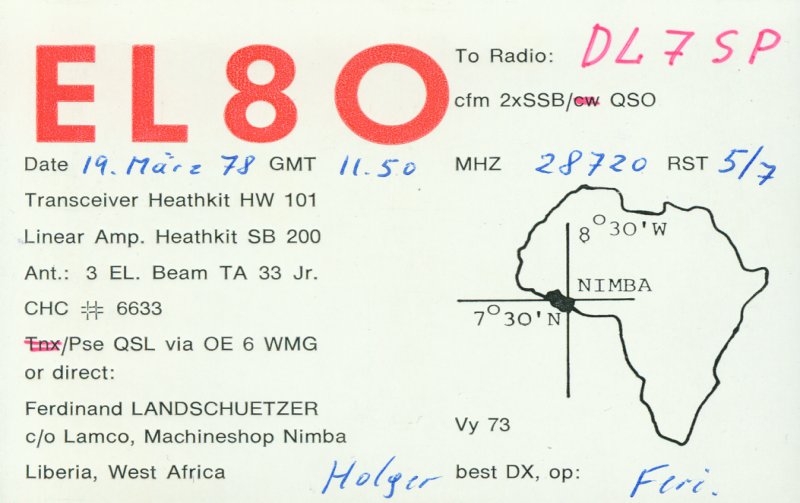 EL8O
To Radio: DL7SP
cfm 2xSSB/cw QSO
Date 19. März 78 GMT 11.50 MHZ 28720 RST 5/7
Transceiver Heathkit HW 101
Linear Amp. Heathkit SB 200
Ant.: 3 EL. Beam TA 33 Jr.
CHC # 6633
Tnx/Pse QSL via OE 6 WMG
or direct:
Ferdinand LANDSCHUETZER
c/o Lamco, Machineshop Nimba
Liberia, West Africa
8°30'W
NIMBA
7°30'N
Vy 73
Holger best DX, op: Feri.